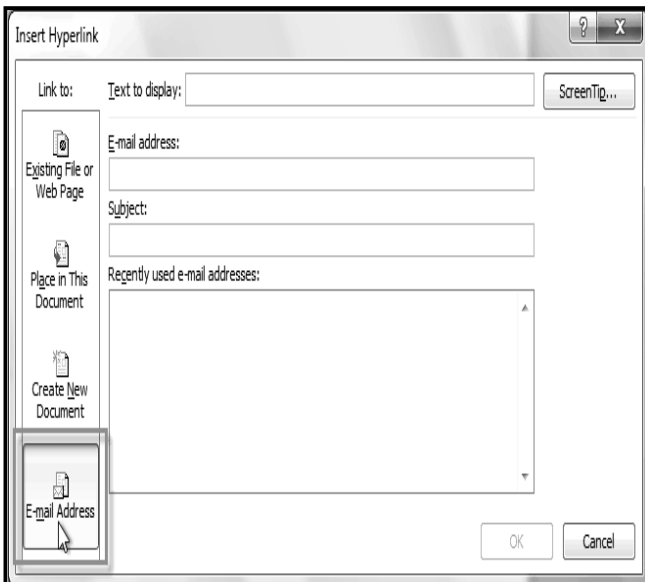 Insert Hyperlink
? X
Link to:
Text to display:
ScreenTip...
Existing File or
Web Page
E-mail address:
Subject:
Place in This
Document
Recently used e-mail addresses:
Create New
Document
E-mail Address
OK
Cancel